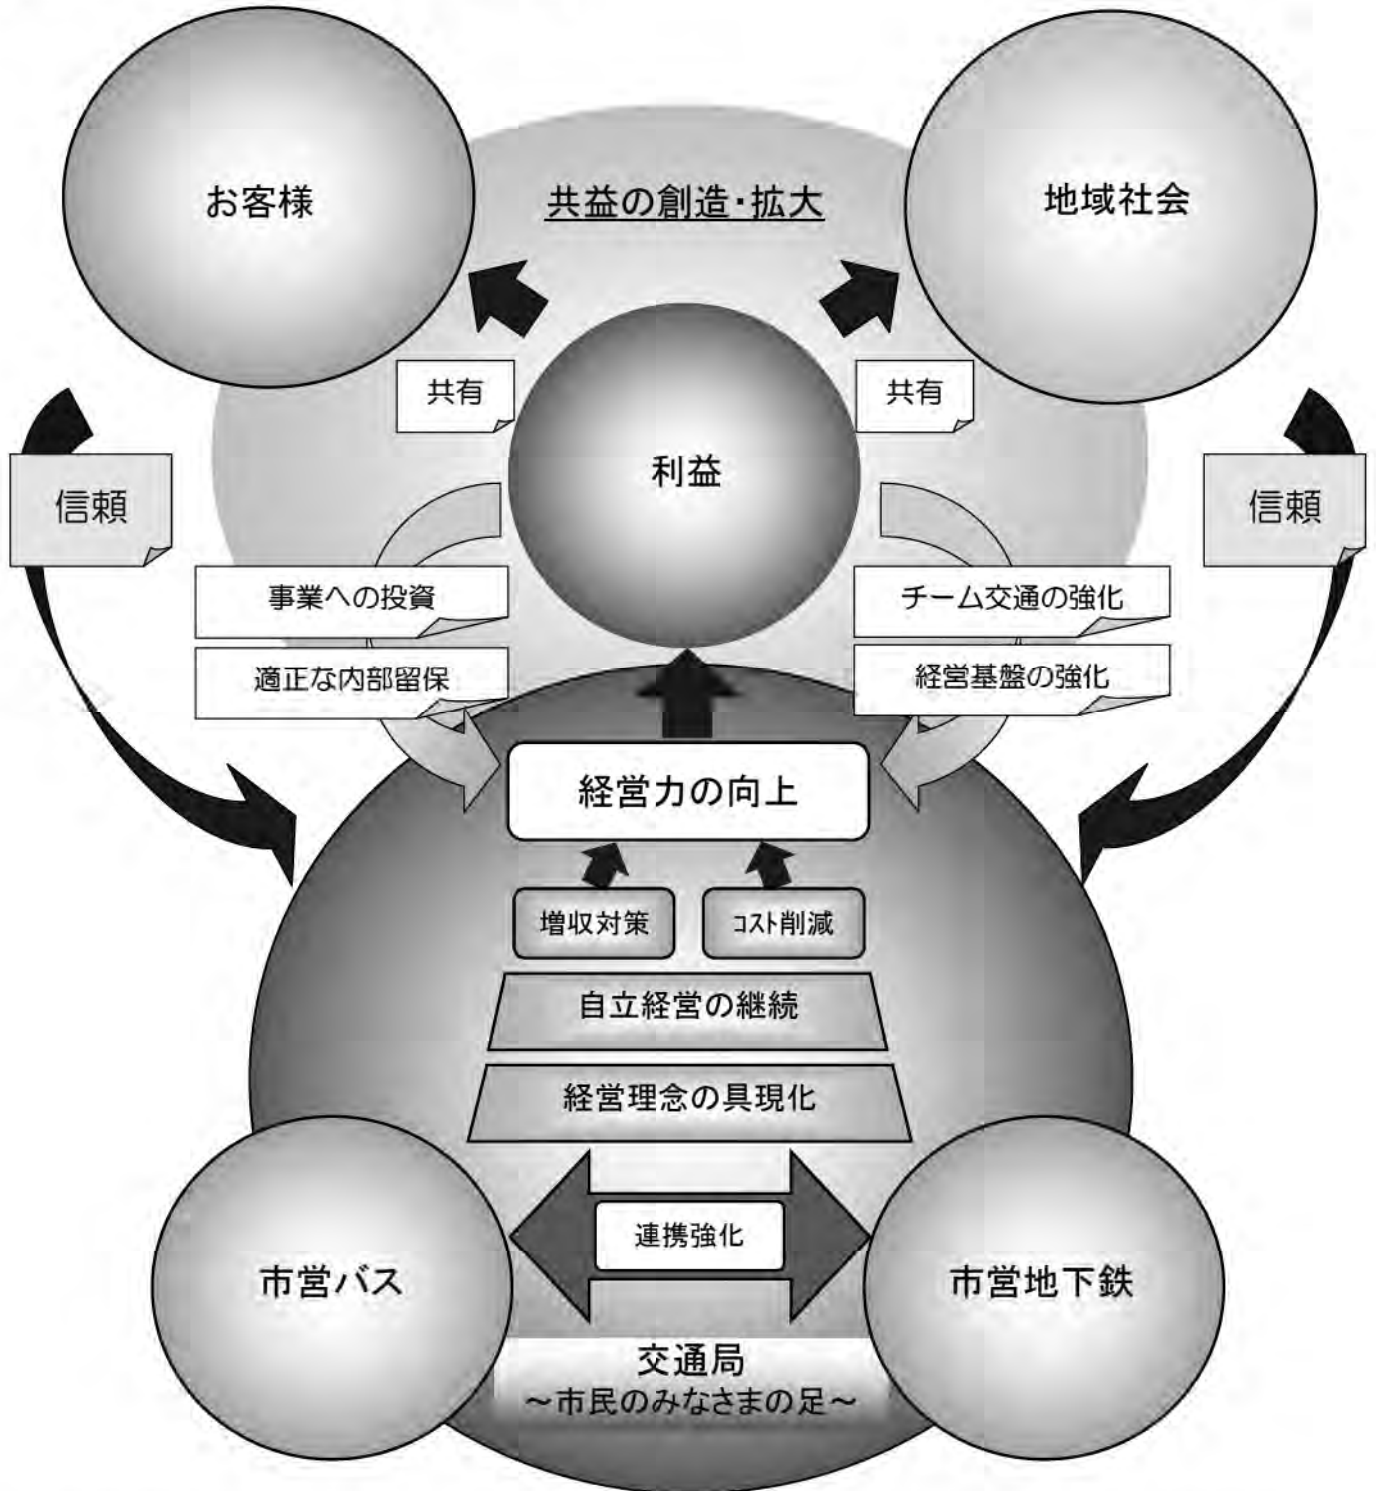 お客様
共益の創造・拡大
地域社会
共有
共有
利益
信頼
信頼
事業への投資
チーム交通の強化
適正な内部留保
経営基盤の強化
経営力の向上
増収対策
コスト削減
自立経営の継続
経営理念の具現化
連携強化
市営バス
市営地下鉄
交通局
～市民のみなさまの足～